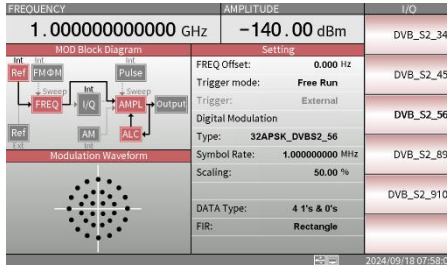 FREQUENCY AMPLITUDE I/Q
1.000000000000 GHz -140.00 dBm
MOD Block Diagram
Int Int Int
Ref FMΦM Pulse
Sweep Int Sweep
FREQ I/Q AMPL Output
Int
Ref AM ALC
Ext
Modulation Waveform
Setting
FREQ Offset: 0.000 Hz
Trigger mode: Free Run
Trigger: External
Digital Modulation
Type: 32APSK_DVBS2_56
Symbol Rate: 1.000000000 MHz
Scaling: 50.00 %
DATA Type: 4 1's & 0's
FIR: Rectangle
DVB_S2_34
DVB_S2_45
DVB_S2_56
DVB_S2_89
DVB_S2_910
2024/09/18 07:58:0